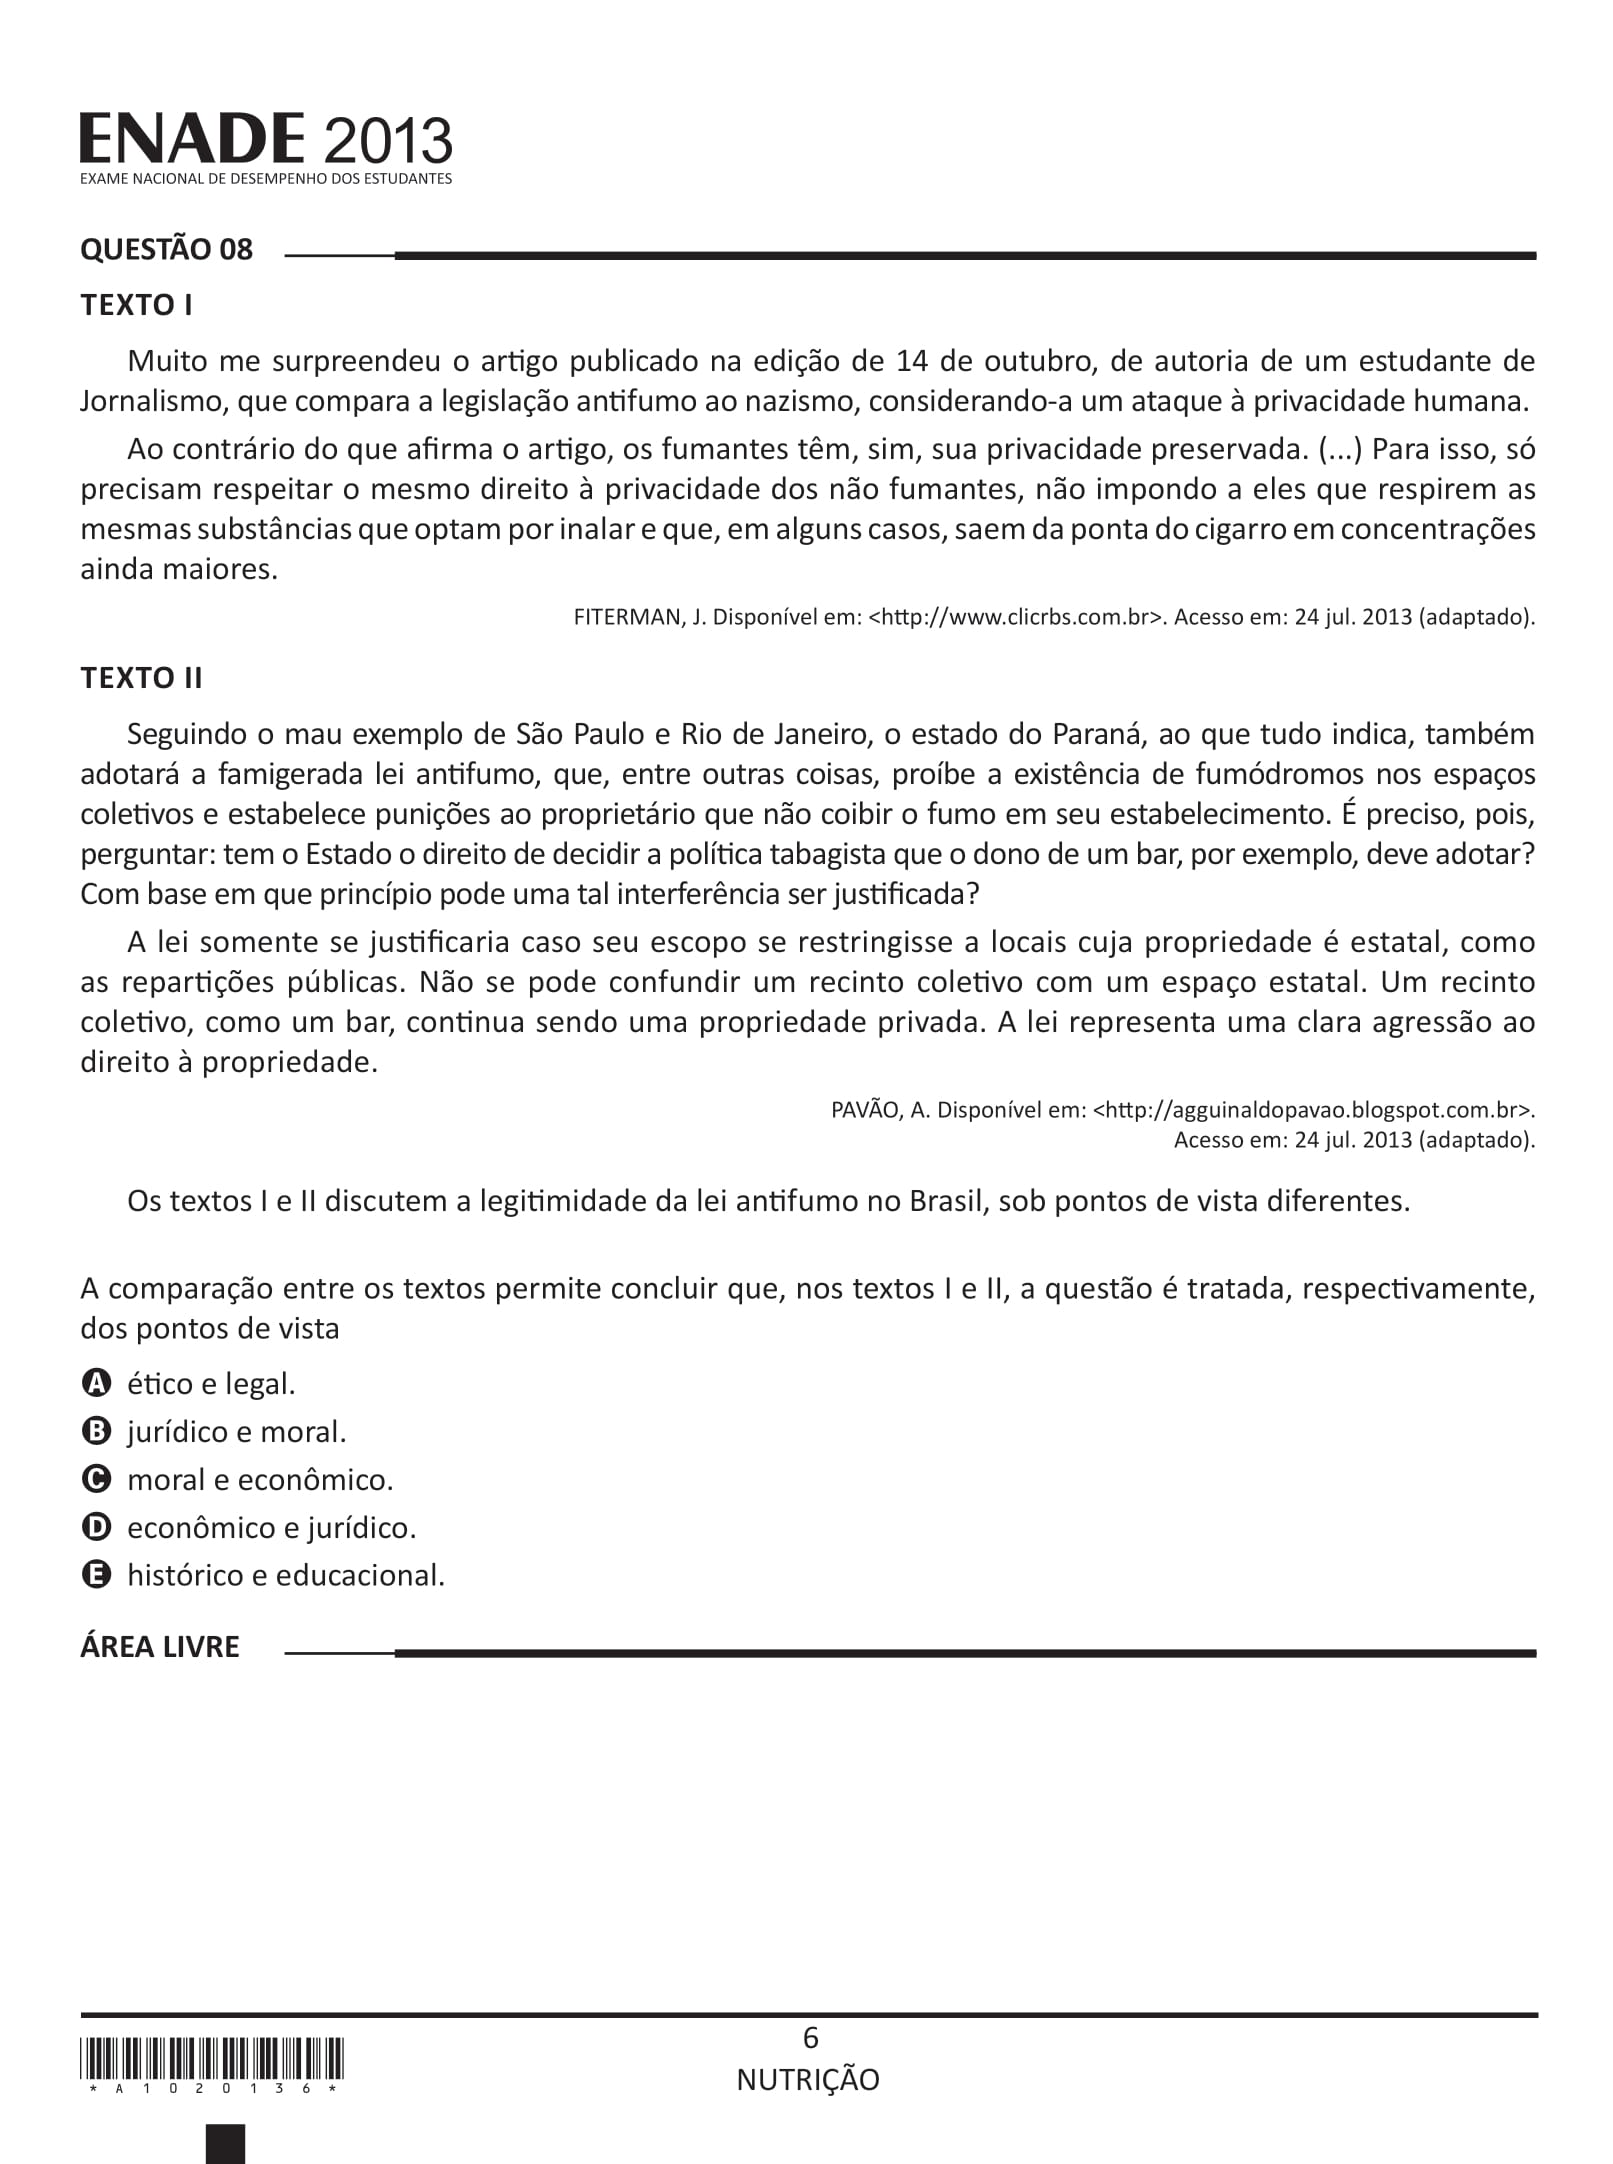 ENADE 2013
EXAME NACIONAL DE DESEMPENHO DOS ESTUDANTES
QUESTÃO 08
TEXTO I
Muito me surpreendeu o artigo publicado na edição de 14 de outubro, de autoria de um estudante de
Jornalismo, que compara a legislação antifumo ao nazismo, considerando-a um ataque à privacidade humana.
Ao contrário do que afirma o artigo, os fumantes têm, sim, sua privacidade preservada. (...) Para isso, só
precisam respeitar o mesmo direito à privacidade dos não fumantes, não impondo a eles que respirem as
mesmas substâncias que optam por inalar e que, em alguns casos, saem da ponta do cigarro em concentrações
ainda maiores.
FITERMAN, J. Disponível em: <http://www.clicrbs.com.br>. Acesso em: 24 jul. 2013 (adaptado).
TEXTO II
Seguindo o mau exemplo de São Paulo e Rio de Janeiro, o estado do Paraná, ao que tudo indica, também
adotará a famigerada lei antifumo, que, entre outras coisas, proíbe a existência de fumódromos nos espaços
coletivos e estabelece punições ao proprietário que não coibir o fumo em seu estabelecimento. É preciso, pois,
perguntar: tem o Estado o direito de decidir a política tabagista que o dono de um bar, por exemplo, deve adotar?
Com base em que princípio pode uma tal interferência ser justificada?
A lei somente se justificaria caso seu escopo se restringisse a locais cuja propriedade é estatal, como
as repartições públicas. Não se pode confundir um recinto coletivo com um espaço estatal. Um recinto
coletivo, como um bar, continua sendo uma propriedade privada. A lei representa uma clara agressão ao
direito à propriedade.
PAVÃO, A. Disponível em: <http://agguinaldopavao.blogspot.com.br>.
Acesso em: 24 jul. 2013 (adaptado).
Os textos I e II discutem a legitimidade da lei antifumo no Brasil, sob pontos de vista diferentes.
A comparação entre os textos permite concluir que, nos textos I e II, a questão é tratada, respectivamente,
dos pontos de vista
A ético e legal.
B jurídico e moral.
C moral e econômico.
D econômico e jurídico.
E histórico e educacional.
ÁREA LIVRE
6
NUTRIÇÃO
* A 1 0 2 0 1 3 6 *